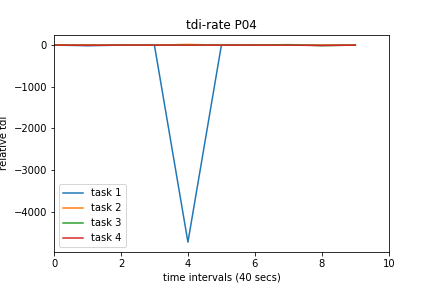 tdi-rate P04
0
−1000
−2000
−3000
−4000
relative tdi
task 1
task 2
task 3
task 4
0 2 4 6 8 10
time intervals (40 secs)